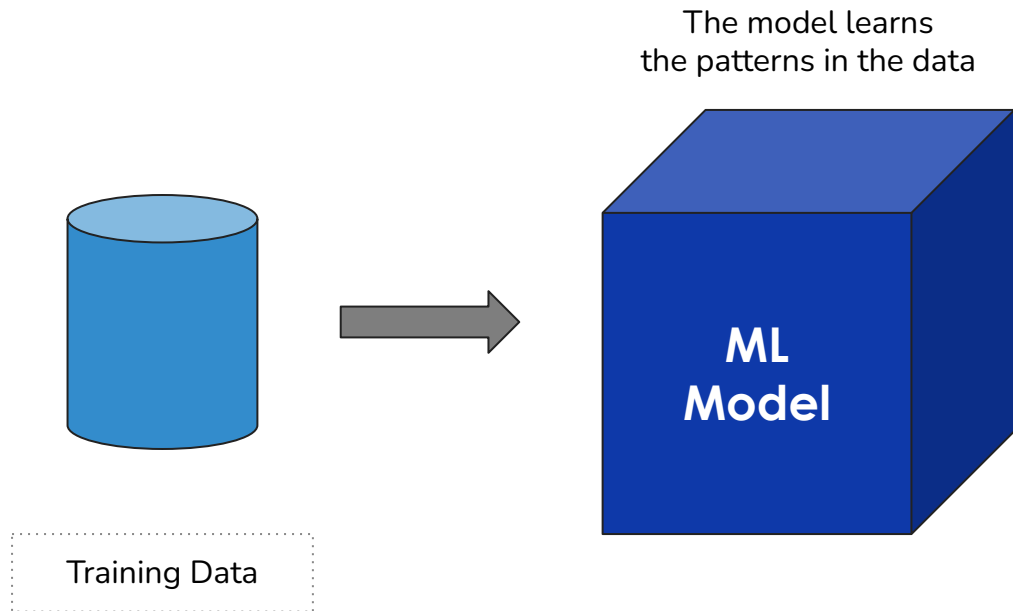 The model learns
the patterns in the data
ML
Model
Training Data